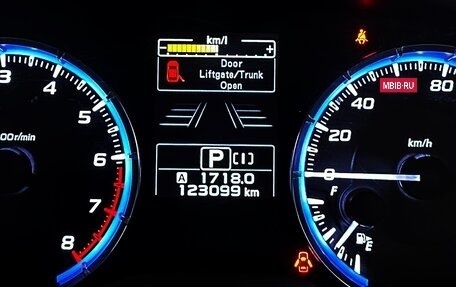 km/l
- +
Door
Liftgate/Trunk
Open
3
4
5
6
7
8
00r/min
P [I]
A 1718.0
123099 km
0
20
40
80
MBIB.RU
km/h
F
E